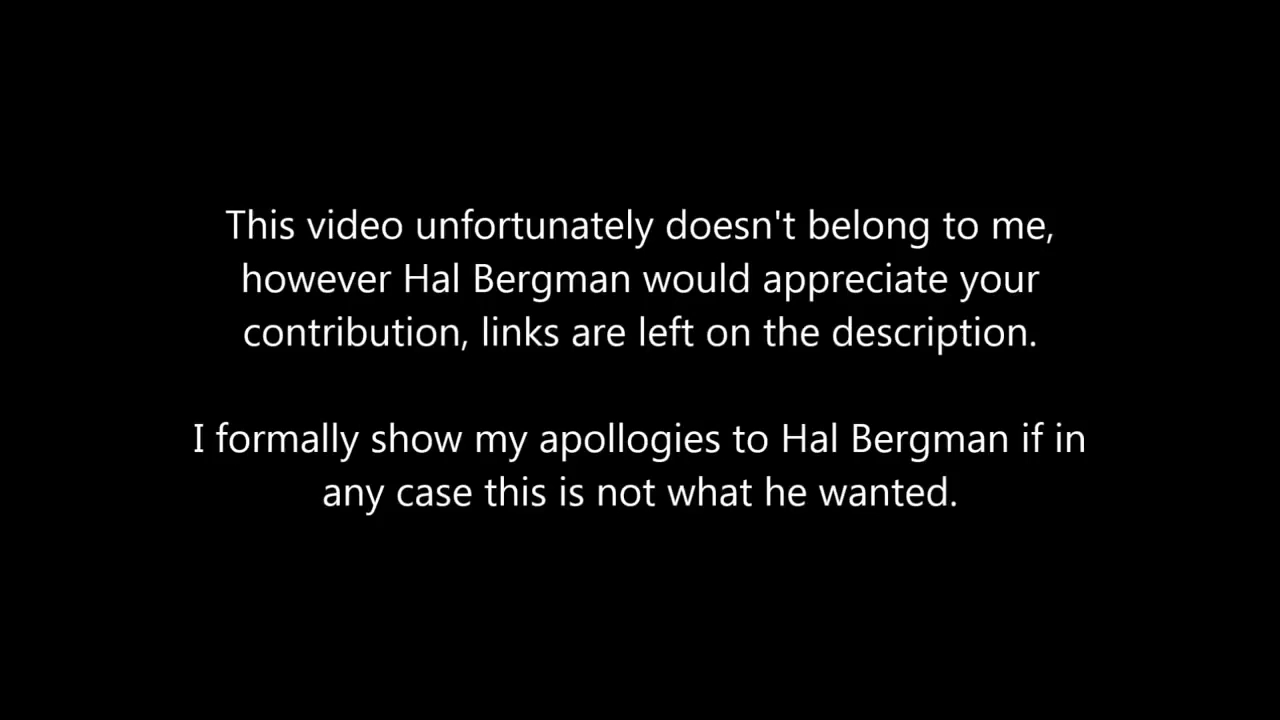 This video unfortunately doesn't belong to me,
however Hal Bergman would appreciate your
contribution, links are left on the description.
I formally show my apollogies to Hal Bergman if in
any case this is not what he wanted.